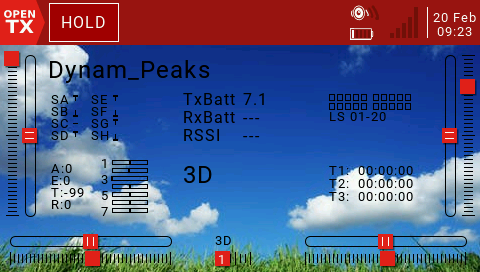 OPEN
TX
HOLD
20 Feb
09:23
Dynam_Peaks
SA SE
SB SF
SC SG
SD SH
TxBatt 7.1
RxBatt ---
RSSI ---
LS 01-20
A:0
E:0
T:-99
R:0
1
3
5
7
3D
T1: 00:00:00
T2: 00:00:00
T3: 00:00:00
3D
1